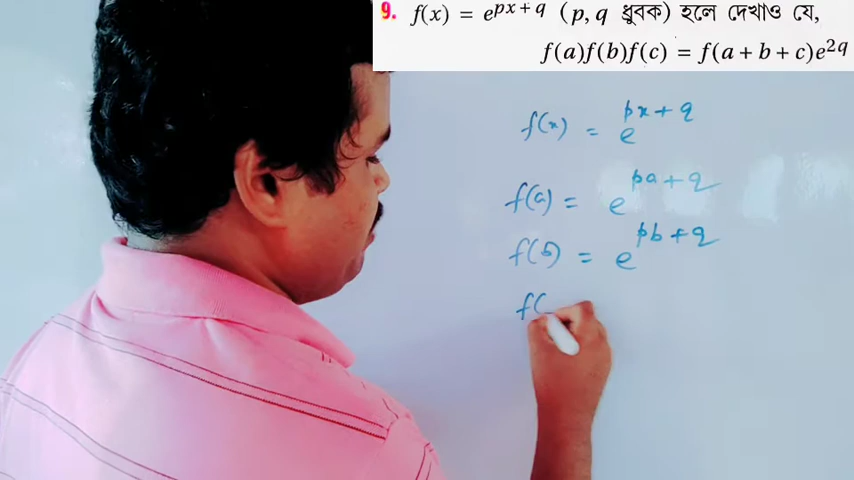 9. f(x) = e^{px+q} (p, q ধ্রুবক) হলে দেখাও যে,
f(a)f(b)f(c) = f(a + b + c)e^{2q}
f(x) = e^{px+q}
f(a) = e^{pa+q}
f(b) = e^{pb+q}
f(